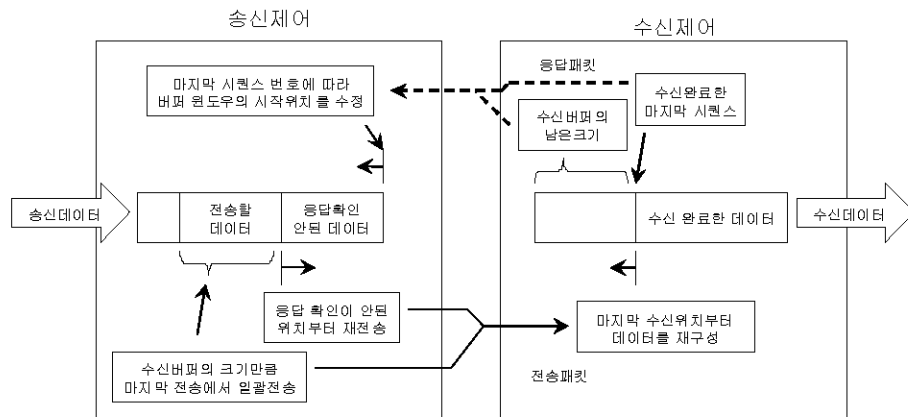 송신제어
수신제어
마지막 시퀀스 번호에 따라
버퍼 윈도우의 시작위치를 수정
응답패킷
수신완료한
마지막 시퀀스
수신버퍼의
남은크기
송신데이터
전송할
데이터
응답확인
안된 데이터
수신 완료한 데이터
수신데이터
응답 확인이 안된
위치부터 재전송
마지막 수신위치부터
데이터를 재구성
수신버퍼의 크기만큼
마지막 전송에서 일괄전송
전송패킷